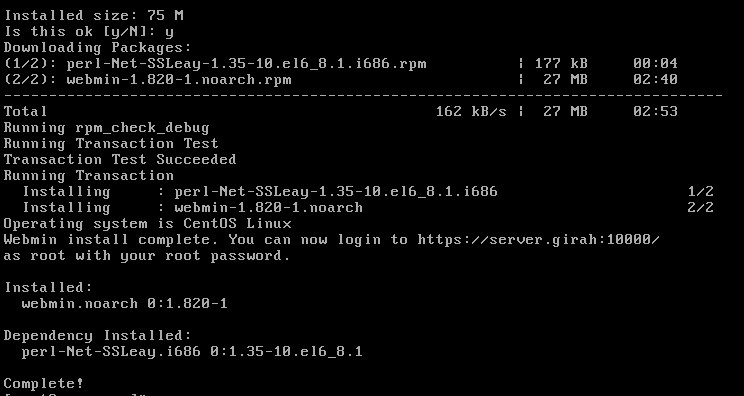 Installed size: 75 M
Is this ok [y/N]: y
Downloading Packages:
(1/2): perl-Net-SSLeay-1.35-10.el6_8.1.i686.rpm | 177 kB 00:04
(2/2): webmin-1.820-1.noarch.rpm | 27 MB 02:40
--------------------------------------------------------------------------------
Total 162 kB/s | 27 MB 02:53
Running rpm_check_debug
Running Transaction Test
Transaction Test Succeeded
Running Transaction
Installing : perl-Net-SSLeay-1.35-10.el6_8.1.i686 1/2
Installing : webmin-1.820-1.noarch 2/2
Operating system is CentOS Linux
Webmin install complete. You can now login to https://server.girah:10000/
as root with your root password.
Installed:
webmin.noarch 0:1.820-1
Dependency Installed:
perl-Net-SSLeay.i686 0:1.35-10.el6_8.1
Complete!